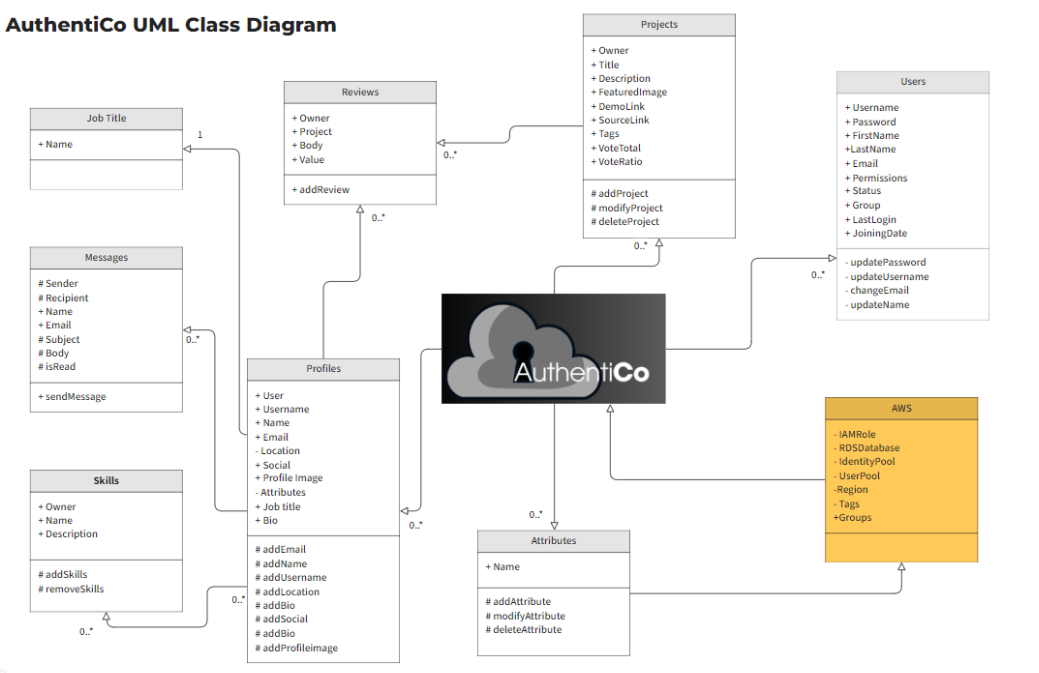 AuthentiCo UML Class Diagram
Projects
+ Owner
+ Title
+ Description
+ FeaturedImage
+ DemoLink
+ SourceLink
+ Tags
+ VoteTotal
+ VoteRatio
# addProject
# modifyProject
# deleteProject
0..*
Users
+ Username
+ Password
+ FirstName
+LastName
+ Email
+ Permissions
+ Status
+ Group
+ LastLogin
+ JoiningDate
- updatePassword
- updateUsername
- changeEmail
- updateName
0..*
Reviews
+ Owner
+ Project
+ Body
+ Value
+ addReview
0..*
0..*
Job Title
+ Name
1
Messages
# Sender
# Recipient
+ Name
+ Email
# Subject
# Body
# isRead
+ sendMessage
0..*
AuthentiCo
Profiles
+ User
+ Username
+ Name
+ Email
- Location
+ Social
+ Profile Image
- Attributes
+ Job title
+ Bio
# addEmail
# addName
# addUsername
# addLocation
# addBio
# addSocial
# addBio
# addProfileimage
0..*
AWS
- IAMRole
- RDSDatabase
- IdentityPool
- UserPool
-Region
- Tags
+Groups
Skills
+ Owner
+ Name
+ Description
# addSkills
# removeSkills
0..*
0..*
0..*
Attributes
+ Name
# addAttribute
# modifyAttribute
# deleteAttribute